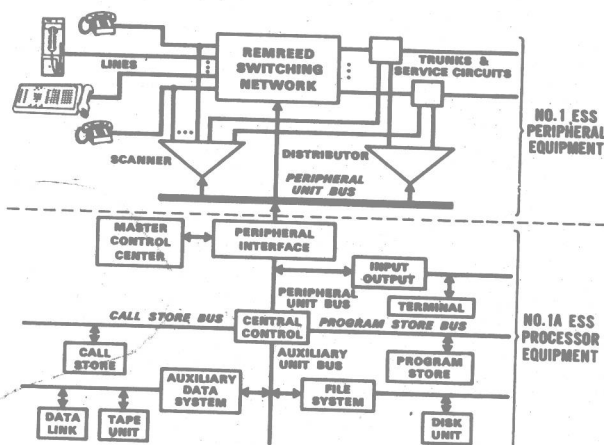 REMREED
SWITCHING
NETWORK
LINES
TRUNKS &
SERVICE CIRCUITS
NO.1 ESS
PERIPHERAL
EQUIPMENT
SCANNER
DISTRIBUTOR
PERIPHERAL
UNIT BUS
MASTER
CONTROL
CENTER
PERIPHERAL
INTERFACE
INPUT
OUTPUT
PERIPHERAL
UNIT BUS
TERMINAL
CALL STORE BUS
CENTRAL
CONTROL
PROGRAM STORE BUS
NO.1A ESS
PROCESSOR
EQUIPMENT
CALL
STORE
AUXILIARY
UNIT BUS
PROGRAM
STORE
AUXILIARY
DATA
SYSTEM
FILE
SYSTEM
DATA
LINK
TAPE
UNIT
DISK
UNIT